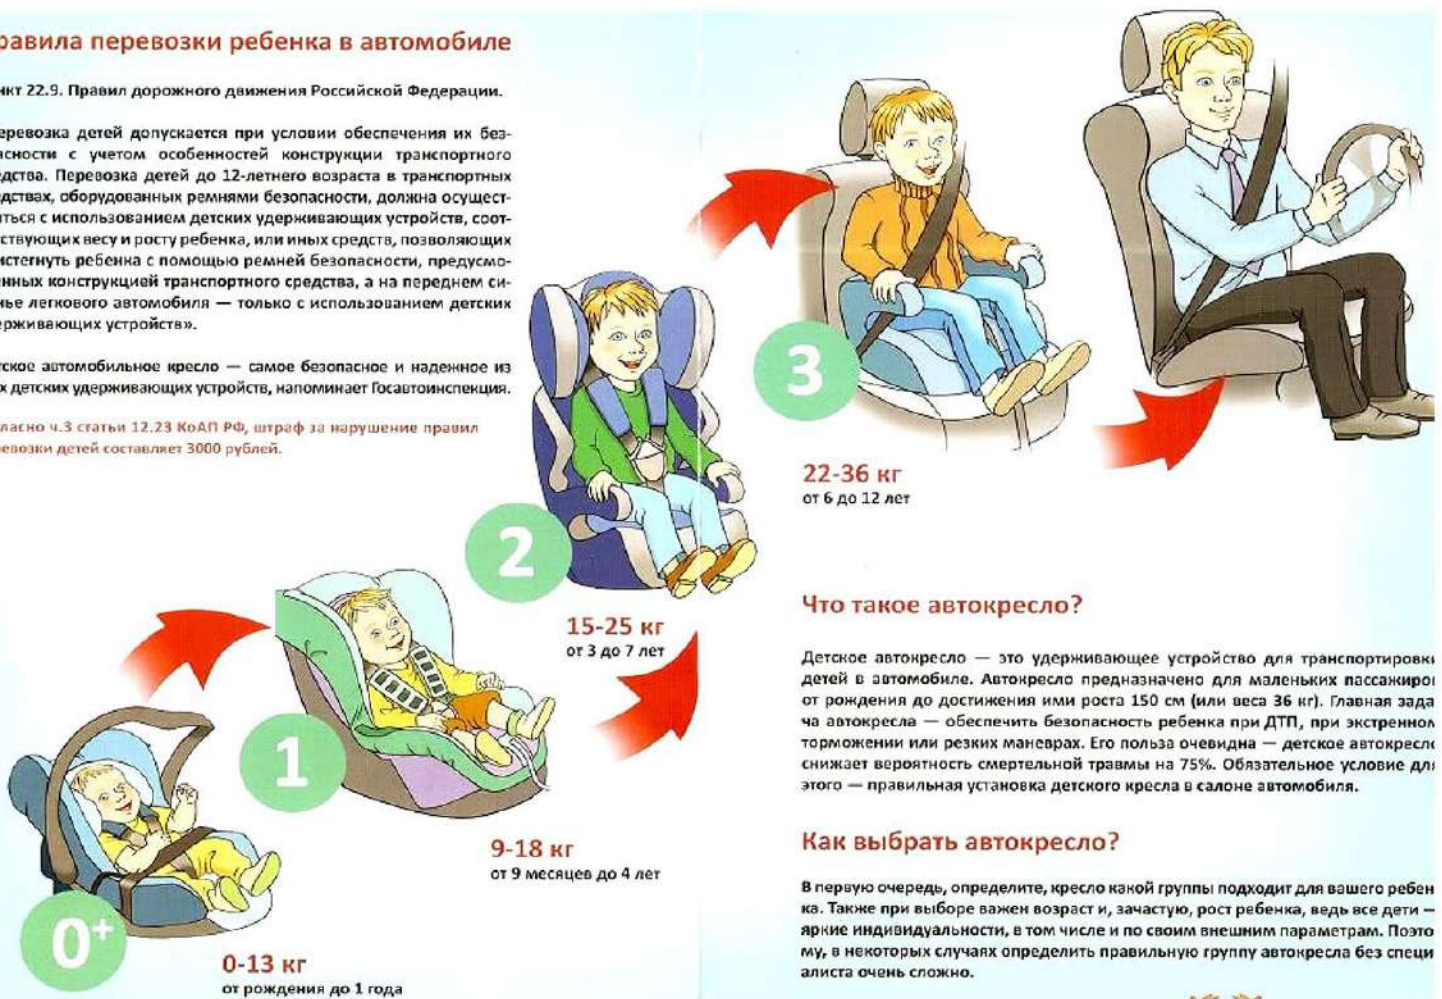 равила перевозки ребенка в автомобиле
нкт 22.9. Правил дорожного движения Российской Федерации.
еревозка детей допускается при условии обеспечения их без-
асности с учетом особенностей конструкции транспортного
дства. Перевозка детей до 12-летнего возраста в транспортных
дствах, оборудованных ремнями безопасности, должна осущест-
ться с использованием детских удерживающих устройств, соот-
ствующих весу и росту ребенка, или иных средств, позволяющих
истегнуть ребенка с помощью ремней безопасности, предусмо-
нных конструкцией транспортного средства, а на переднем си-
нье легкового автомобиля — только с использованием детских
ерживающих устройств».
тское автомобильное кресло — самое безопасное и надежное из
х детских удерживающих устройств, напоминает Госавтоинспекция.
ласно ч.3 статьи 12.23 КоАП РФ, штраф за нарушение правил
ревозки детей составляет 3000 рублей.
0+
0-13 кг
от рождения до 1 года
1
9-18 кг
от 9 месяцев до 4 лет
2
15-25 кг
от 3 до 7 лет
3
22-36 кг
от 6 до 12 лет
Что такое автокресло?
Детское автокресло — это удерживающее устройство для транспортировки
детей в автомобиле. Автокресло предназначено для маленьких пассажиро
от рождения до достижения ими роста 150 см (или веса 36 кг). Главная зада
ча автокресла — обеспечить безопасность ребенка при ДТП, при экстренном
торможении или резких маневрах. Его польза очевидна — детское автокресло
снижает вероятность смертельной травмы на 75%. Обязательное условие для
этого — правильная установка детского кресла в салоне автомобиля.
Как выбрать автокресло?
В первую очередь, определите, кресло какой группы подходит для вашего ребен
ка. Также при выборе важен возраст и, зачастую, рост ребенка, ведь все дети —
яркие индивидуальности, в том числе и по своим внешним параметрам. Поэто
му, в некоторых случаях определить правильную группу автокресла без специ
алиста очень сложно.